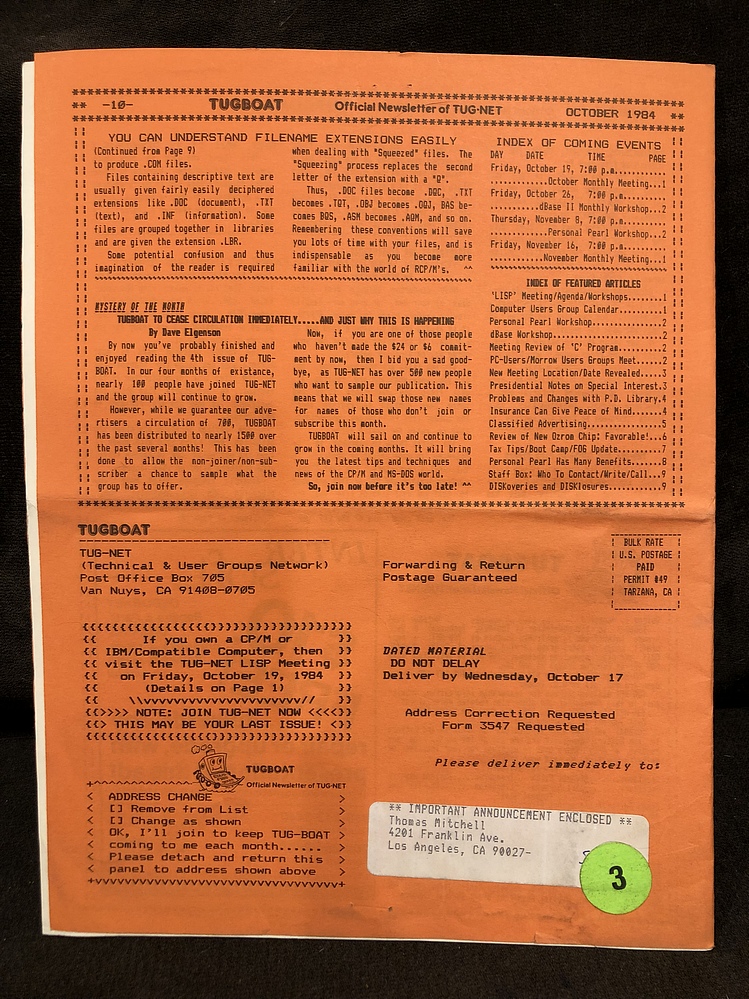 ** -10- TUGBOAT Official Newsletter of TUG-NET OCTOBER 1984 **
YOU CAN UNDERSTAND FILENAME EXTENSIONS EASILY
(Continued from Page 9)
to produce .COM files.
Files containing descriptive text are
usually given fairly easily deciphered
extensions like .DOC (document), .TXT
(text), and .INF (information). Some
files are grouped together in libraries
and are given the extension .LBR.
Some potential confusion and thus
imagination of the reader is required
when dealing with "Squeezed" files. The
"Squeezing" process replaces the second
letter of the extension with a "Q".
Thus, .DOC files become .DQC, .TXT
becomes .TQT, .OBJ becomes .OQJ, BAS be-
comes BQS, .ASM becomes .AQM, and so on.
Remembering these conventions will save
you lots of time with your files, and is
indispensable as you become more
familiar with the world of RCP/M's. ^^
INDEX OF COMING EVENTS
DAY DATE TIME PAGE
Friday, October 19, 7:00 p.m............
............October Monthly Meeting...1
Friday, October 26, 7:00 p.m...........
..........dBase II Monthly Workshop...2
Thursday, November 8, 7:00 p.m.........
............Personal Pearl Workshop...2
Friday, November 16, 7:00 p.m..........
...........November Monthly Meeting...1
INDEX OF FEATURED ARTICLES
'LISP' Meeting/Agenda/Workshops........1
Computer Users Group Calendar..........1
Personal Pearl Workshop................2
dBase Workshop.........................2
Meeting Review of 'C' Program..........2
PC-Users/Morrow Users Groups Meet......2
New Meeting Location/Date Revealed.....3
Presidential Notes on Special Interest.3
Problems and Changes with P.D. Library.4
Insurance Can Give Peace of Mind.......4
Classified Advertising.................5
Review of New Ozrom Chip: Favorable!...6
Tax Tips/Boot Camp/FOG Update..........7
Personal Pearl Has Many Benefits.......8
Staff Box: Who To Contact/Write/Call...9
DISKoveries and DISKlosures............9
MYSTERY OF THE MONTH
TUGBOAT TO CEASE CIRCULATION IMMEDIATELY.....AND JUST WHY THIS IS HAPPENING
By Dave Elgenson
By now you've probably finished and
enjoyed reading the 4th issue of TUG-
BOAT. In our four months of existance,
nearly 100 people have joined TUG-NET
and the group will continue to grow.
However, while we guarantee our adve-
rtisers a circulation of 700, TUGBOAT
has been distributed to nearly 1500 over
the past several months! This has been
done to allow the non-joiner/non-sub-
scriber a chance to sample what the
group has to offer.
Now, if you are one of those people
who haven't made the $24 or $6 commit-
ment by now, then I bid you a sad good-
bye, as TUG-NET has over 500 new people
who want to sample our publication. This
means that we will swap those new names
for names of those who don't join or
subscribe this month.
TUGBOAT will sail on and continue to
grow in the coming months. It will bring
you the latest tips and techniques and
news of the CP/M and MS-DOS world.
So, join now before it's too late! ^^
TUGBOAT
TUG-NET
(Technical & User Groups Network)
Post Office Box 705
Van Nuys, CA 91408-0705
Forwarding & Return
Postage Guaranteed
BULK RATE
U.S. POSTAGE
PAID
PERMIT #49
TARZANA, CA
{{ If you own a CP/M or }}
{{ IBM/Compatible Computer, then }}
{{ visit the TUG-NET LISP Meeting }}
{{ on Friday, October 19, 1984 }}
{{ (Details on Page 1) }}
{{ \\vvvvvvvvvvvvvvvvvvvvvv// }}
{{>>>> NOTE: JOIN TUG-NET NOW <<<<}}
{{> THIS MAY BE YOUR LAST ISSUE! <}}
DATED MATERIAL
DO NOT DELAY
Deliver by Wednesday, October 17
Address Correction Requested
Form 3547 Requested
Please deliver immediately to:
TUGBOAT
Official Newsletter of TUG-NET
< ADDRESS CHANGE >
< [] Remove from List >
< [] Change as shown >
< OK, I'll join to keep TUG-BOAT >
< coming to me each month...... >
< Please detach and return this >
< panel to address shown above >
** IMPORTANT ANNOUNCEMENT ENCLOSED **
Thomas Mitchell
4201 Franklin Ave.
Los Angeles, CA 90027-
3